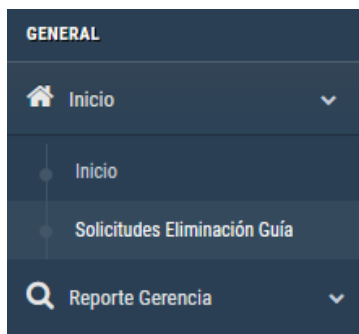 GENERAL
Inicio
Inicio
Solicitudes Eliminación Guía
Reporte Gerencia